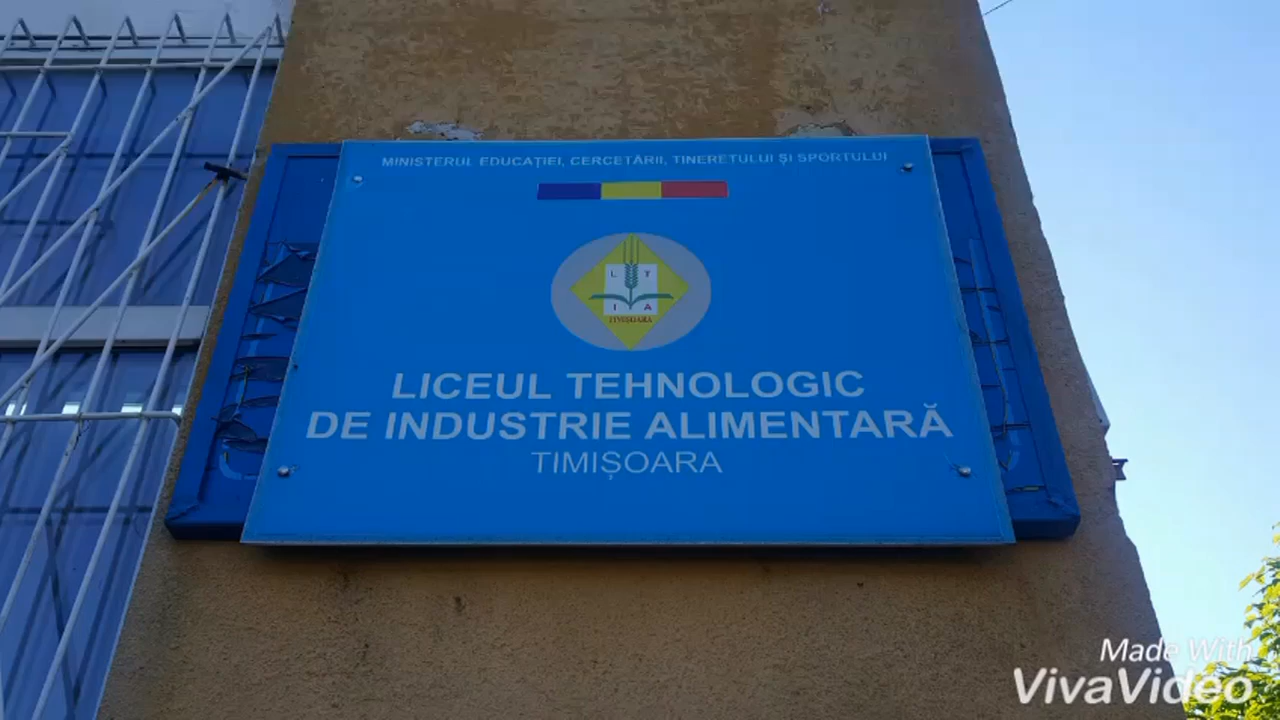 MINISTERUL EDUCAȚIEI, CERCETĂRII, TINERETULUI ȘI SPORTULUI
L T
I A
TIMIȘOARA
LICEUL TEHNOLOGIC
DE INDUSTRIE ALIMENTARĂ
TIMIȘOARA
Made With
VivaVideo